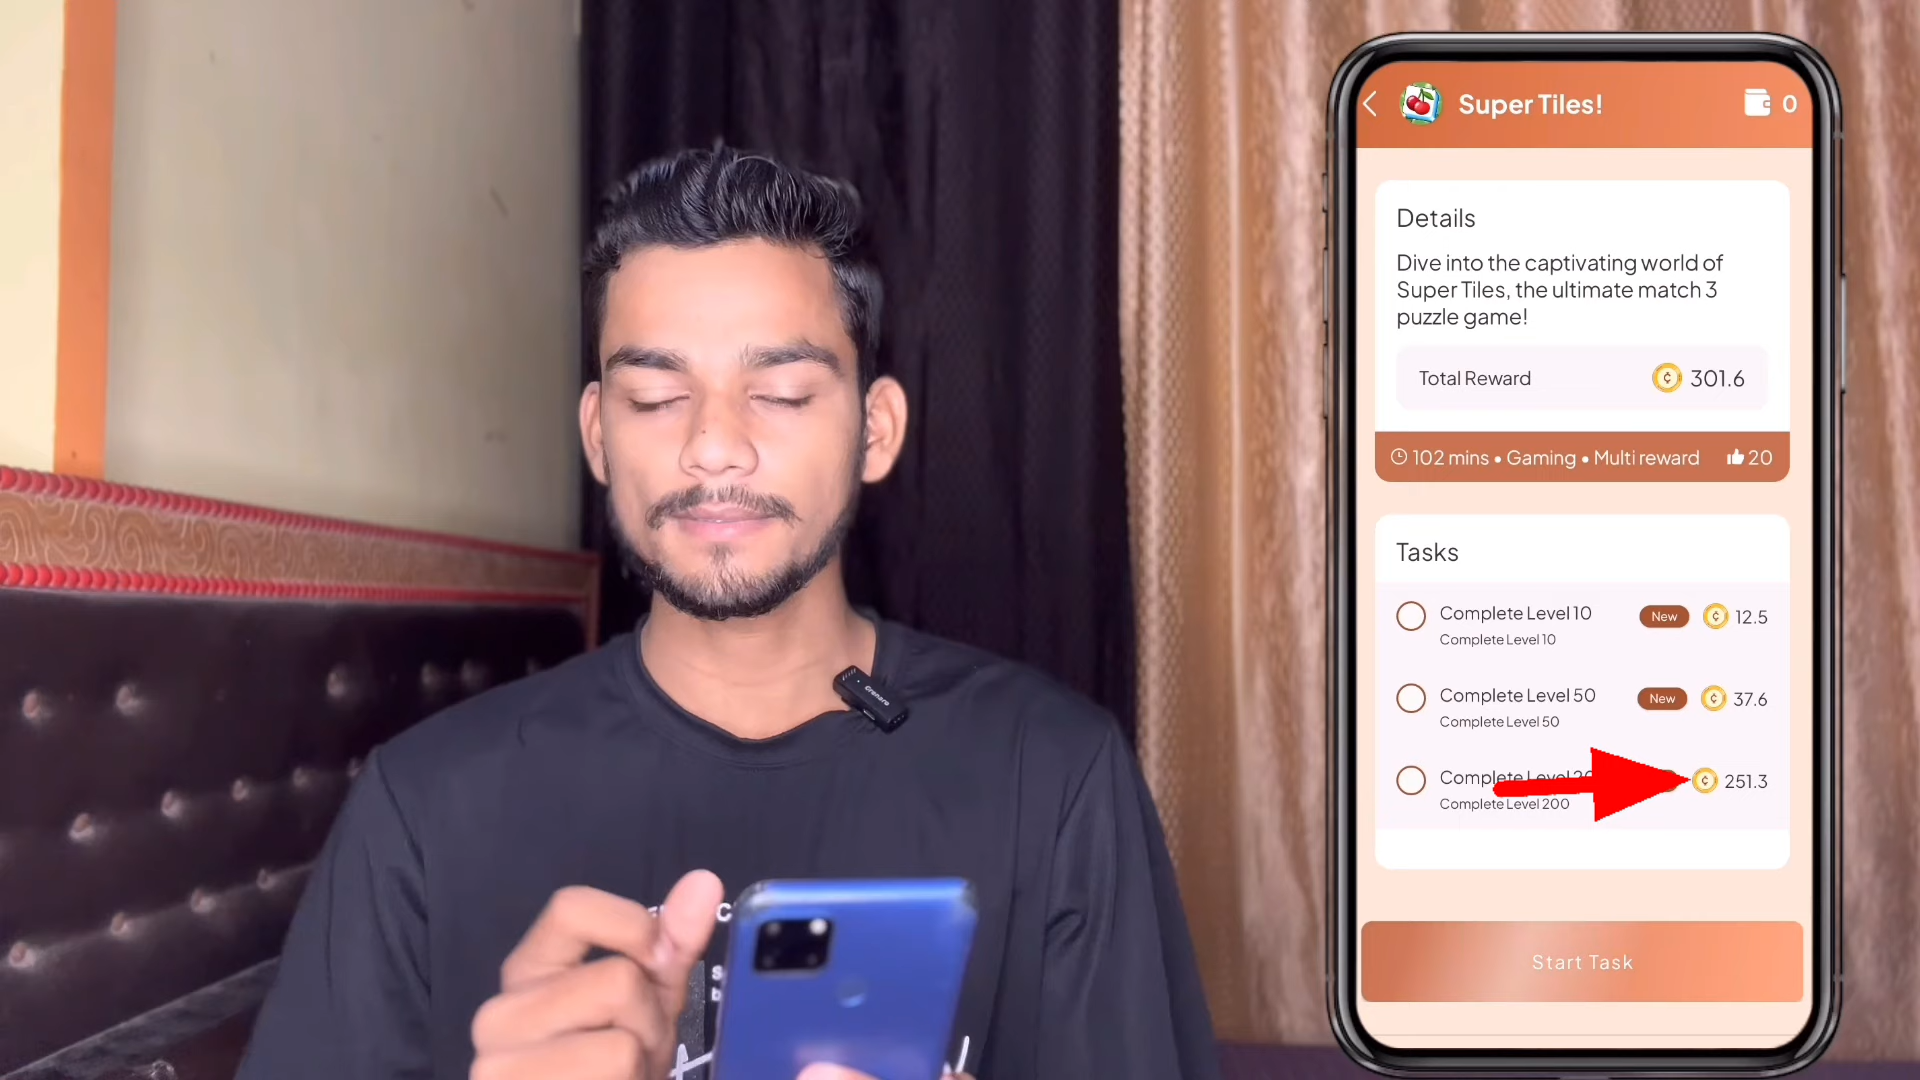 Super Tiles!
0
Details
Dive into the captivating world of
Super Tiles, the ultimate match 3
puzzle game!
Total Reward
301.6
102 mins • Gaming • Multi reward
20
Tasks
Complete Level 10
New
12.5
Complete Level 10
Complete Level 50
New
37.6
Complete Level 50
Complete Level
251.3
Complete Level 200
Start Task